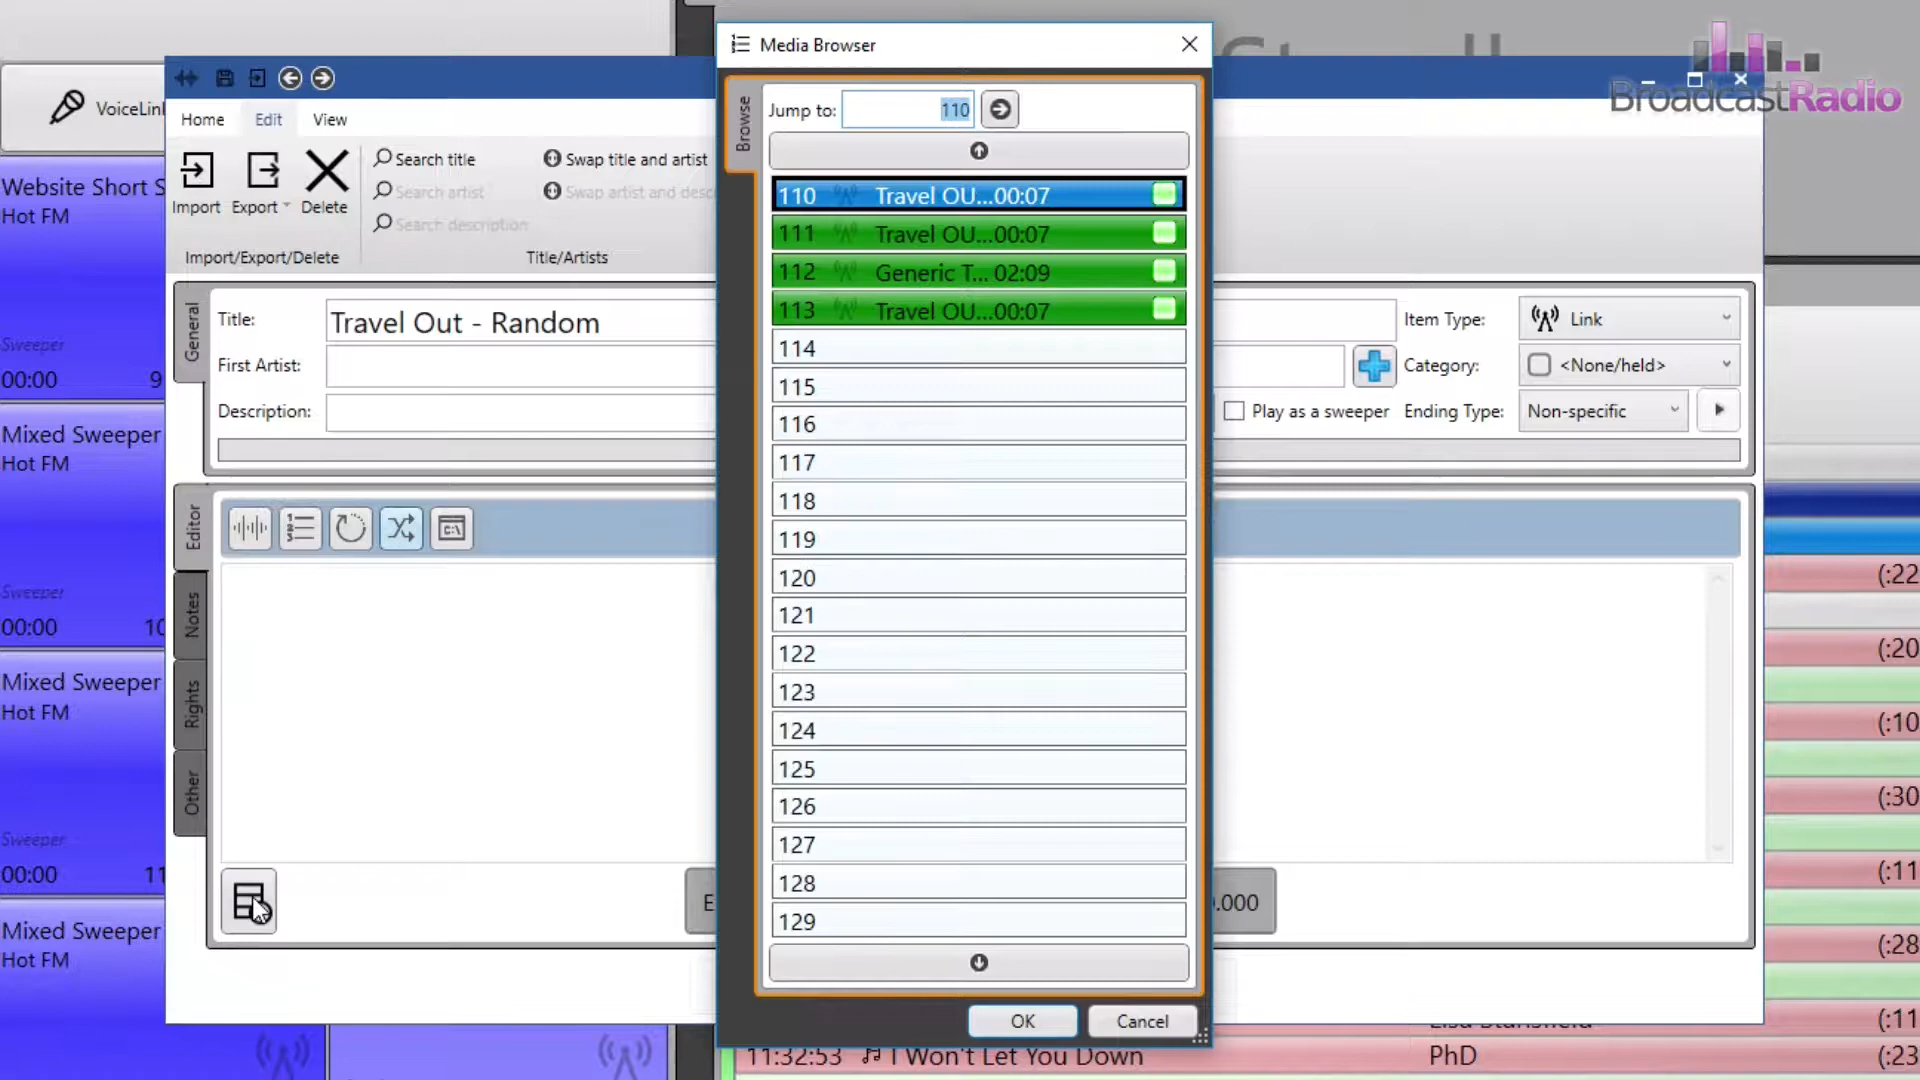 Media Browser
BroadcastRadio
VoiceLin
Home Edit View
Browse
Jump to: 110
Search title
Swap title and artist
Search artist
Swap artist and descr
Search description
Import Export Delete
Import/Export/Delete
Title/Artists
Website Short S
Hot FM
Sweeper
00:00 9
Mixed Sweeper
Hot FM
Sweeper
00:00 10
Mixed Sweeper
Hot FM
Sweeper
00:00 11
Mixed Sweeper
Hot FM
General
Title: Travel Out - Random
First Artist:
Description:
Item Type: Link
Category: <None/held>
Play as a sweeper
Ending Type: Non-specific
Editor
Notes
Rights
Other
C:\
110 Travel OU...00:07
111 Travel OU...00:07
112 Generic T... 02:09
113 Travel OU...00:07
114
115
116
117
118
119
120
121
122
123
124
125
126
127
128
129
E
.000
OK Cancel
(:22
(:20
(:10
(:30
(:11
(:28
(:11
11:32:53 I Won't Let You Down PhD (:23